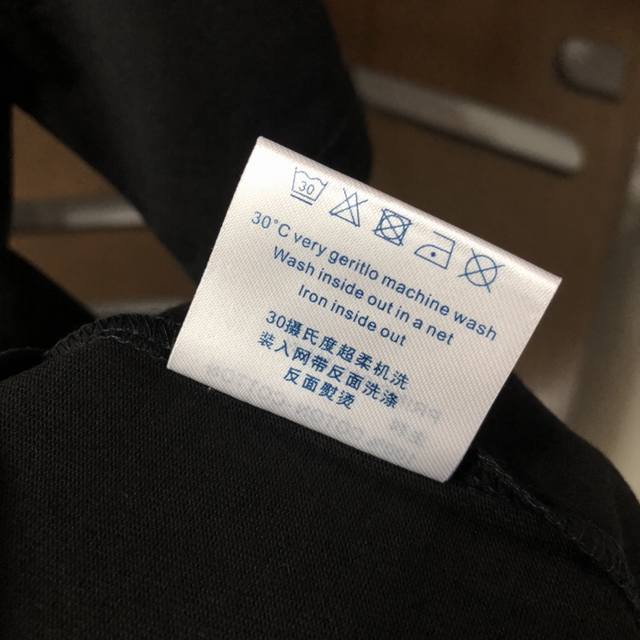 30
30°C very geritlo machine wash
Wash inside out in a net
Iron inside out
30摄氏度超柔机洗
装入网带反面洗涤
反面熨烫